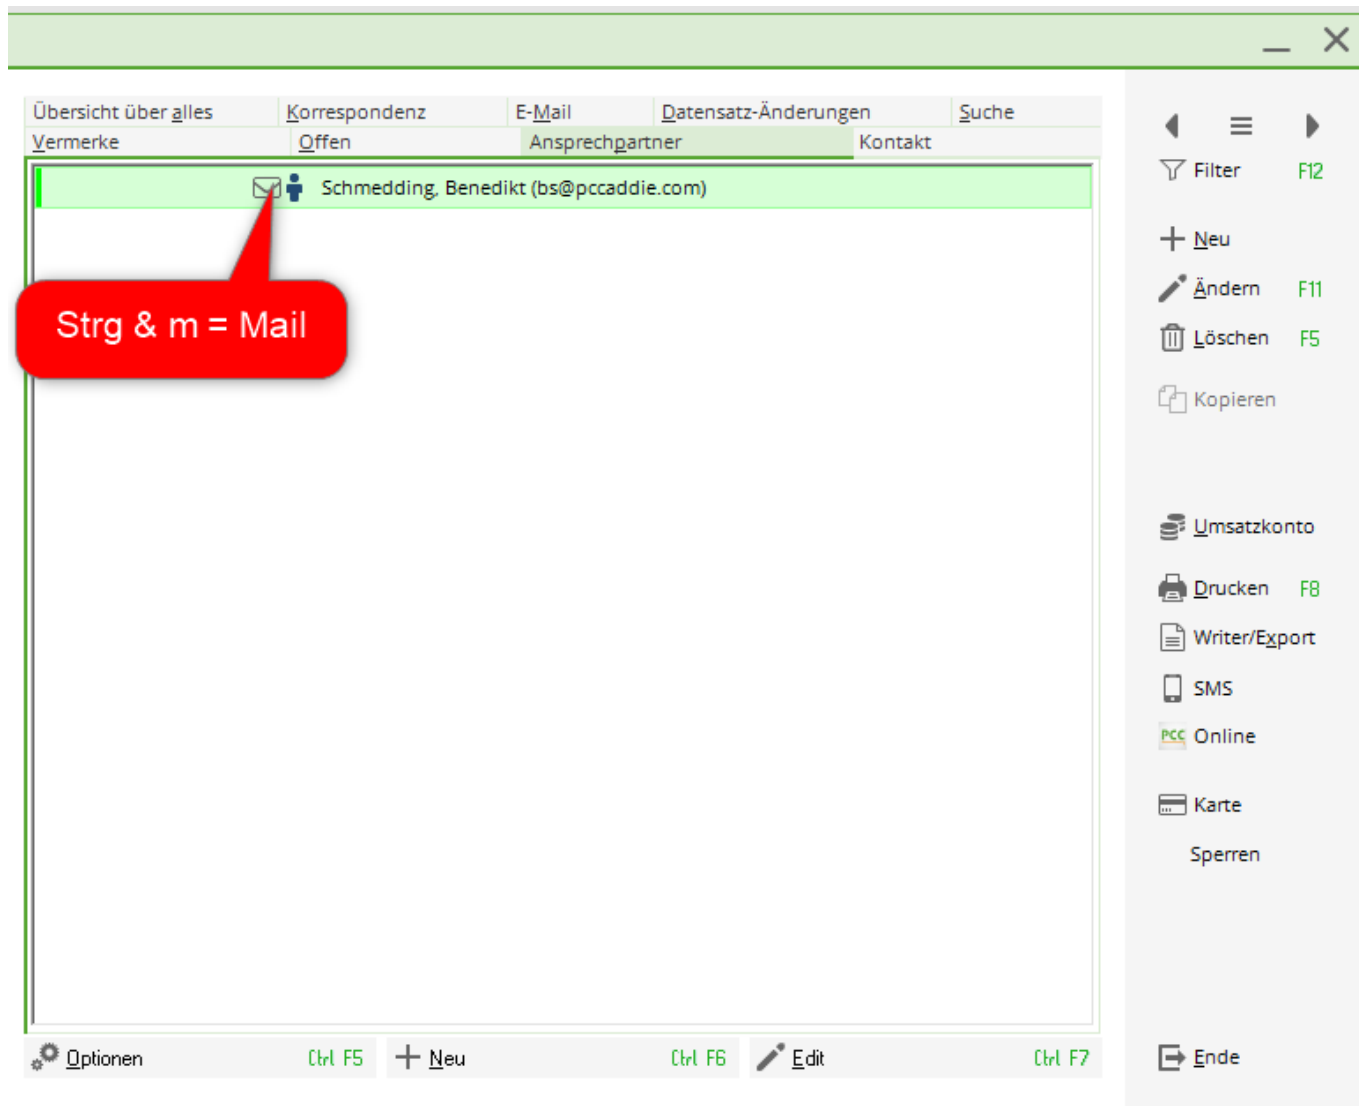 Übersicht über alles Korrespondenz E-Mail Datensatz-Änderungen Suche
Vermerke Offen Ansprechpartner Kontakt
Schmedding, Benedikt (bs@pccaddie.com)
Strg & m = Mail
Optionen Ctrl F5 Neu Ctrl F6 Edit Ctrl F7
Filter F12
Neu
Ändern F11
Löschen F5
Kopieren
Umsatzkonto
Drucken F8
Writer/Export
SMS
PCC Online
Karte
Sperren
Ende